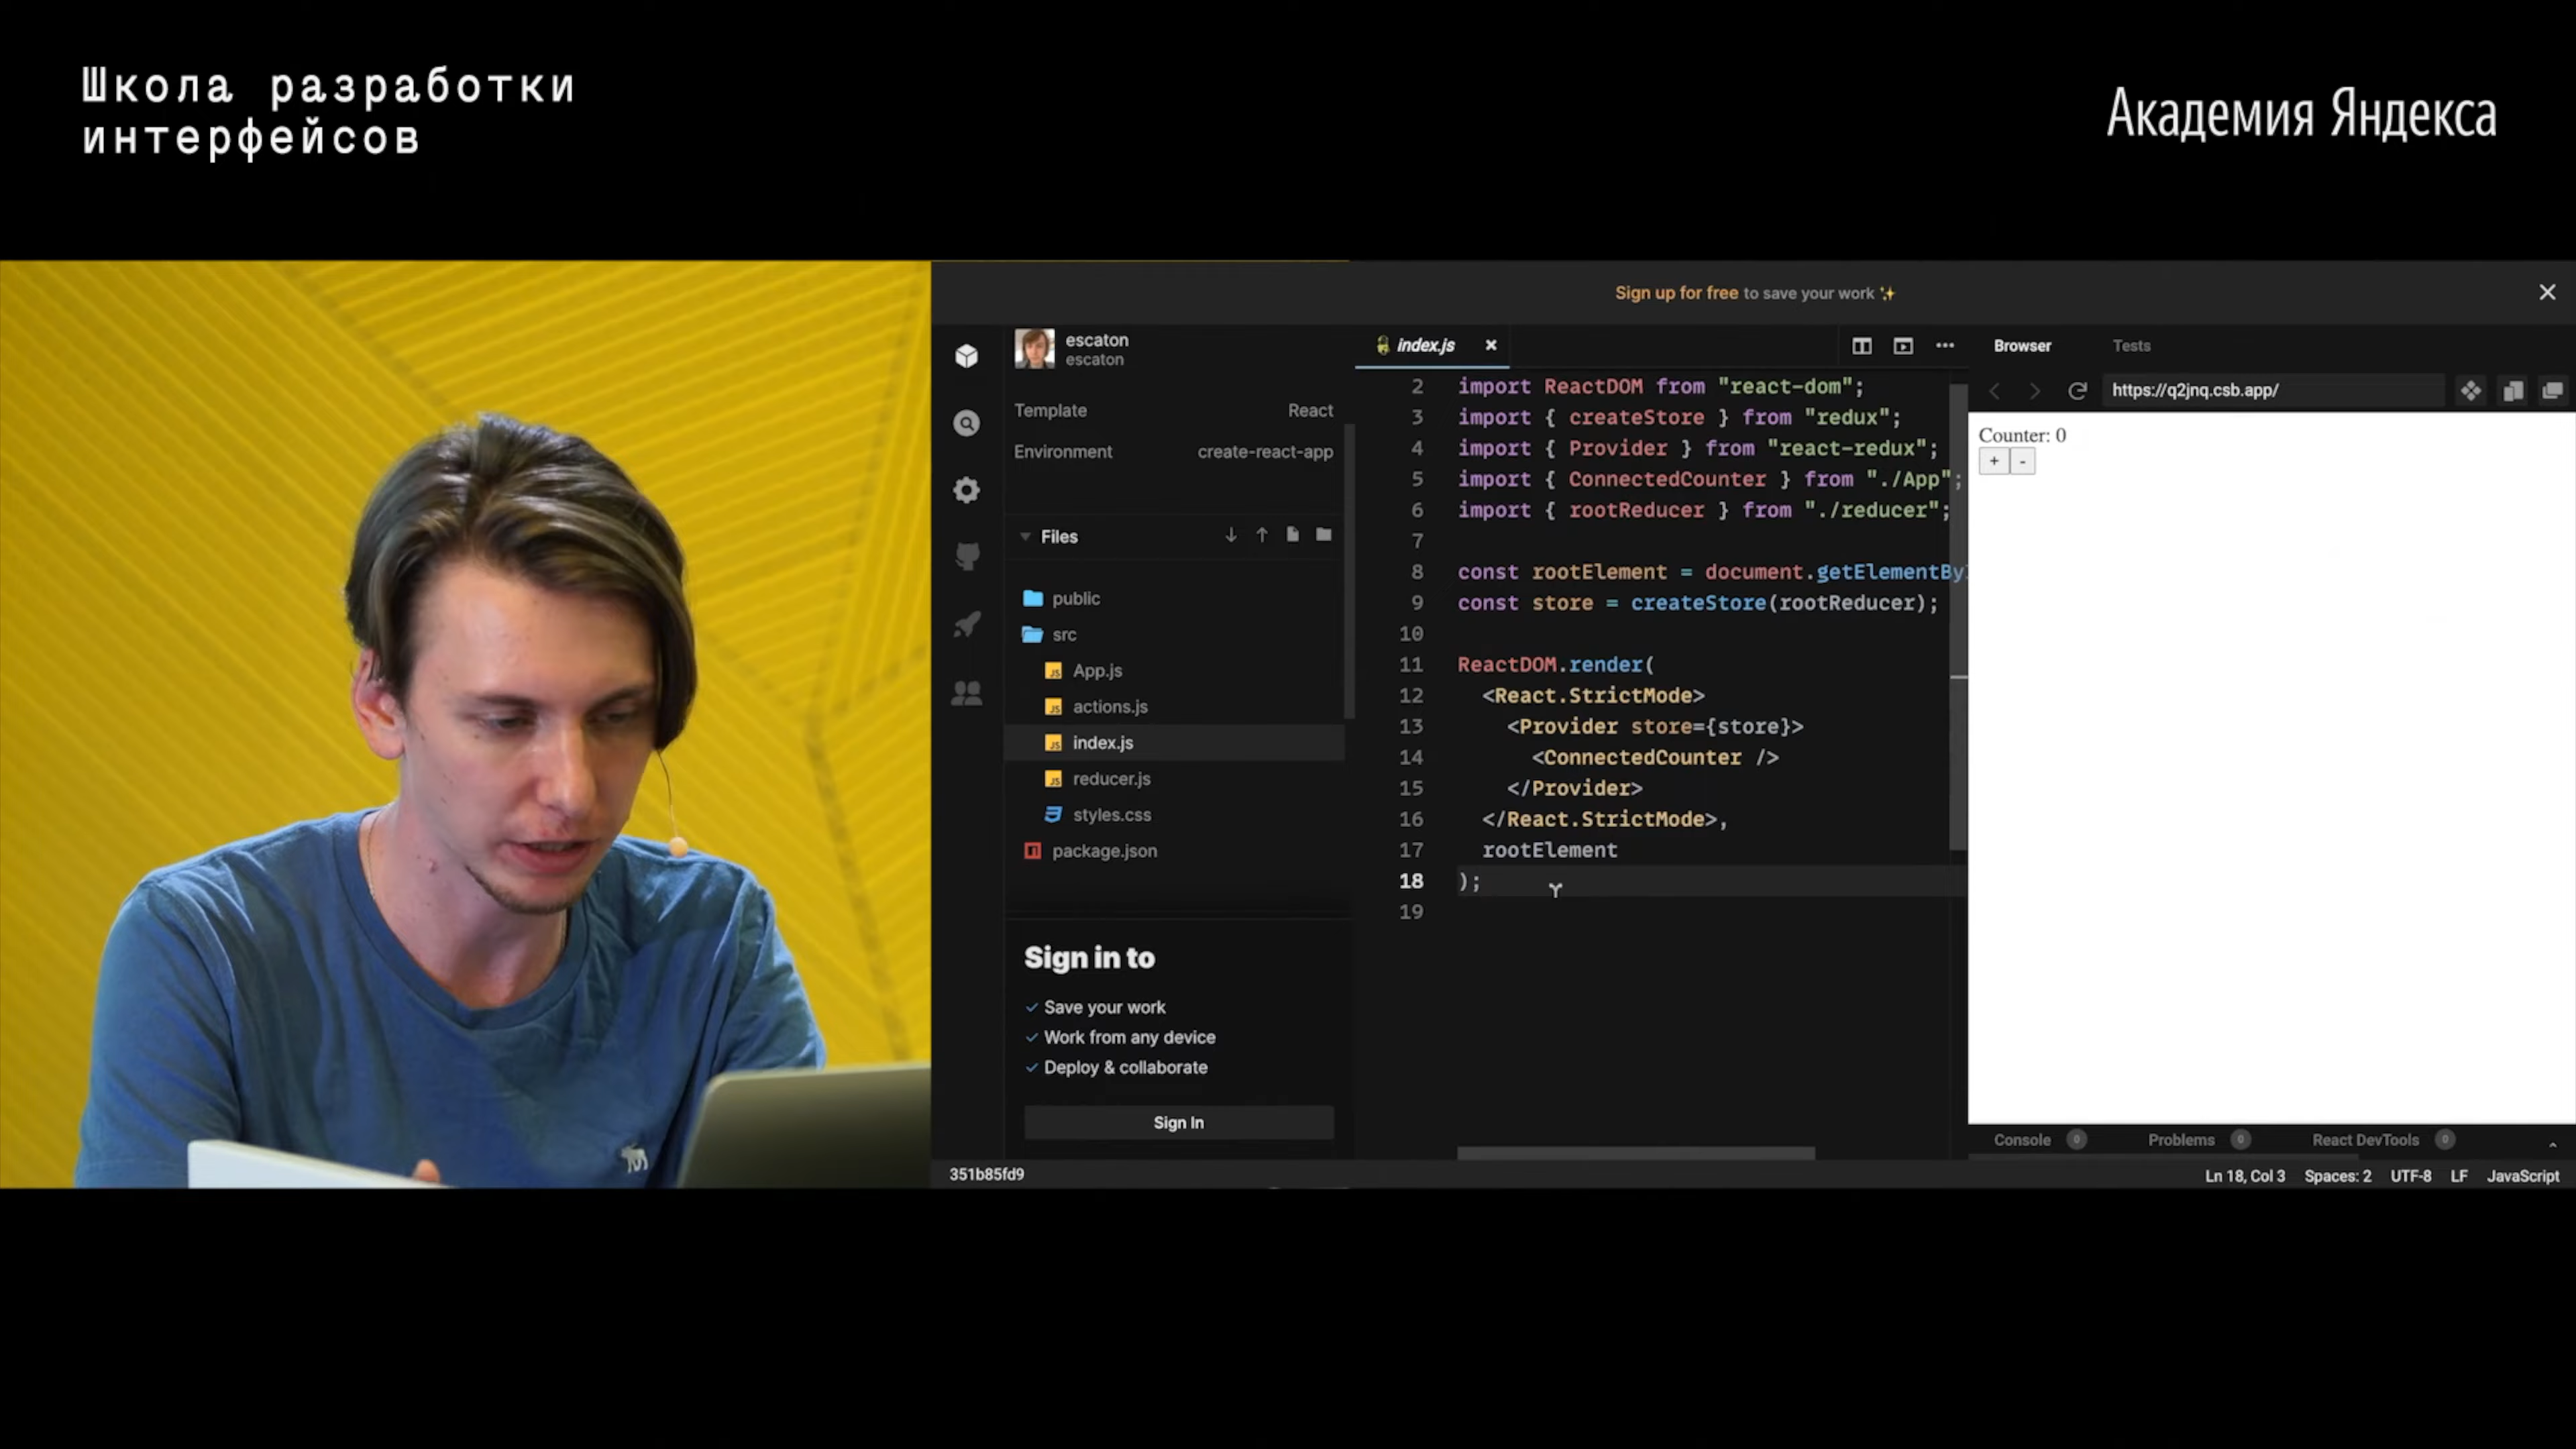 Школа разработки
интерфейсов
Академия Яндекса
Sign up for free to save your work
escaton
escaton
Template React
Environment create-react-app
Files
public
src
App.js
actions.js
index.js
reducer.js
styles.css
package.json
Sign in to
Save your work
Work from any device
Deploy & collaborate
Sign In
351b85fd9
index.js
2 import ReactDOM from "react-dom";
3 import { createStore } from "redux";
4 import { Provider } from "react-redux";
5 import { ConnectedCounter } from "./App";
6 import { rootReducer } from "./reducer";
7
8 const rootElement = document.getElementBy
9 const store = createStore(rootReducer);
10
11 ReactDOM.render(
12 <React.StrictMode>
13 <Provider store={store}>
14 <ConnectedCounter />
15 </Provider>
16 </React.StrictMode>,
17 rootElement
18 );
19
Browser Tests
https://q2jnq.csb.app/
Counter: 0
+ -
Console 0 Problems 0 React DevTools 0
Ln 18, Col 3 Spaces: 2 UTF-8 LF JavaScript